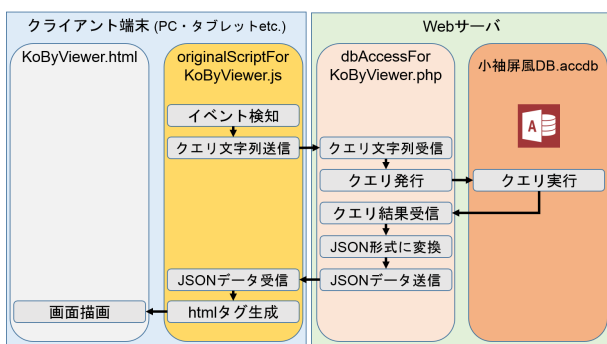 クライアント端末 (PC・タブレットetc.)
Webサーバ
KoByViewer.html
originalScriptFor
KoByViewer.js
dbAccessFor
KoByViewer.php
小袖屏風DB.accdb
A
イベント検知
クエリ文字列送信
クエリ文字列受信
クエリ発行
クエリ実行
クエリ結果受信
JSON形式に変換
JSONデータ受信
JSONデータ送信
画面描画
htmlタグ生成